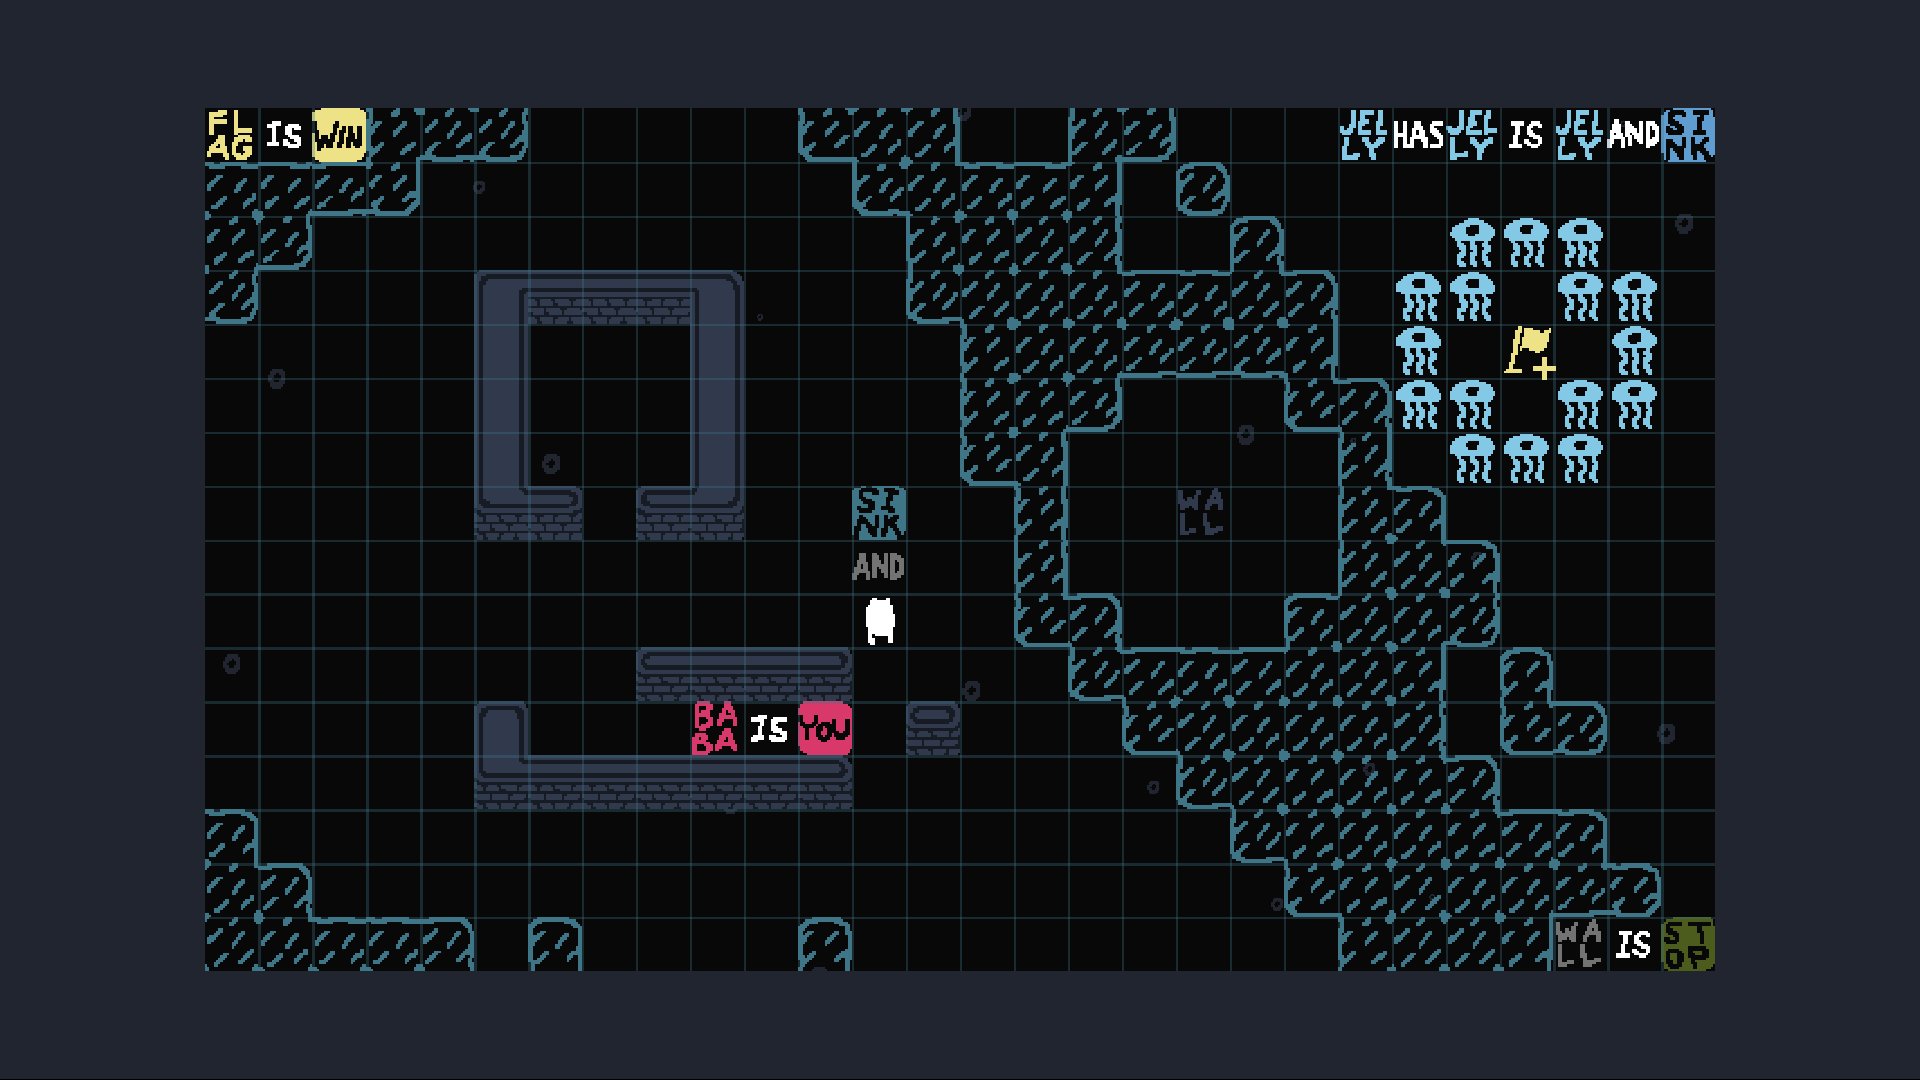 FLAG IS WIN
JELLY HAS JELLY IS JELLY AND SINK
SINK
WALL
AND
BABA IS YOU
WALL IS STOP